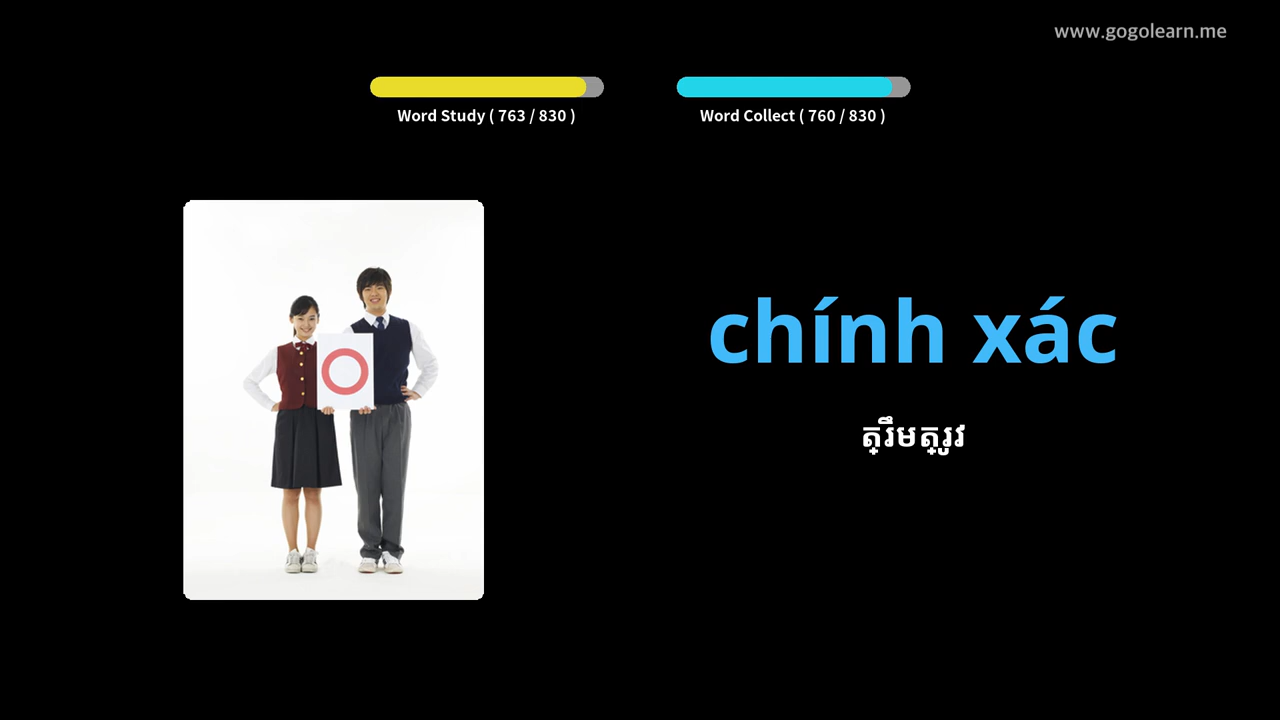 www.gogolearn.me
Word Study ( 763 / 830 )
Word Collect ( 760 / 830 )
chính xác
ត្រឹមត្រូវ